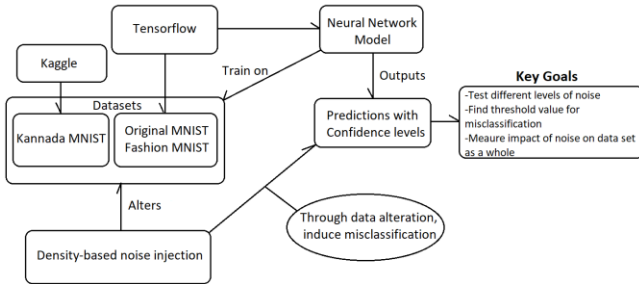 Tensorflow
Neural Network
Model
Kaggle
Train on
Outputs
Datasets
Kannada MNIST
Original MNIST
Fashion MNIST
Predictions with
Confidence levels
Key Goals
-Test different levels of noise
-Find threshold value for
misclassification
-Meaure impact of noise on data set
as a whole
Alters
Through data alteration,
induce misclassification
Density-based noise injection